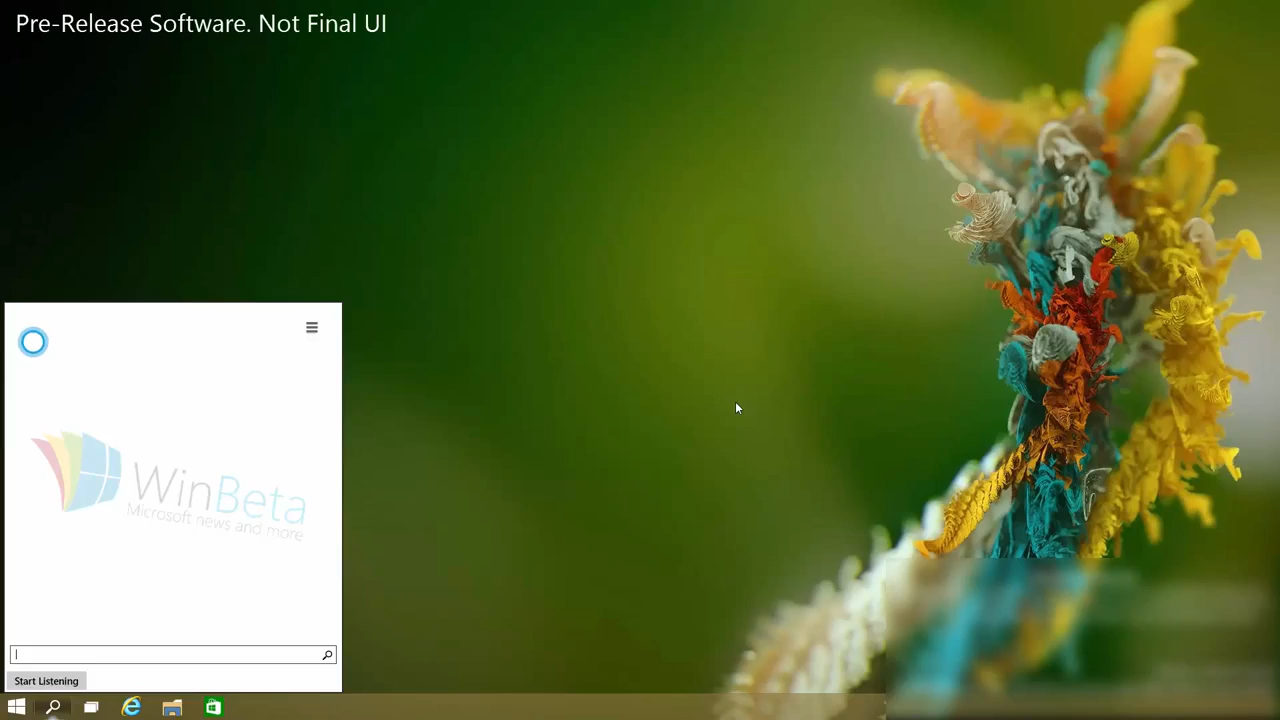 Pre-Release Software. Not Final UI
WinBeta
Microsoft news and more
Start Listening